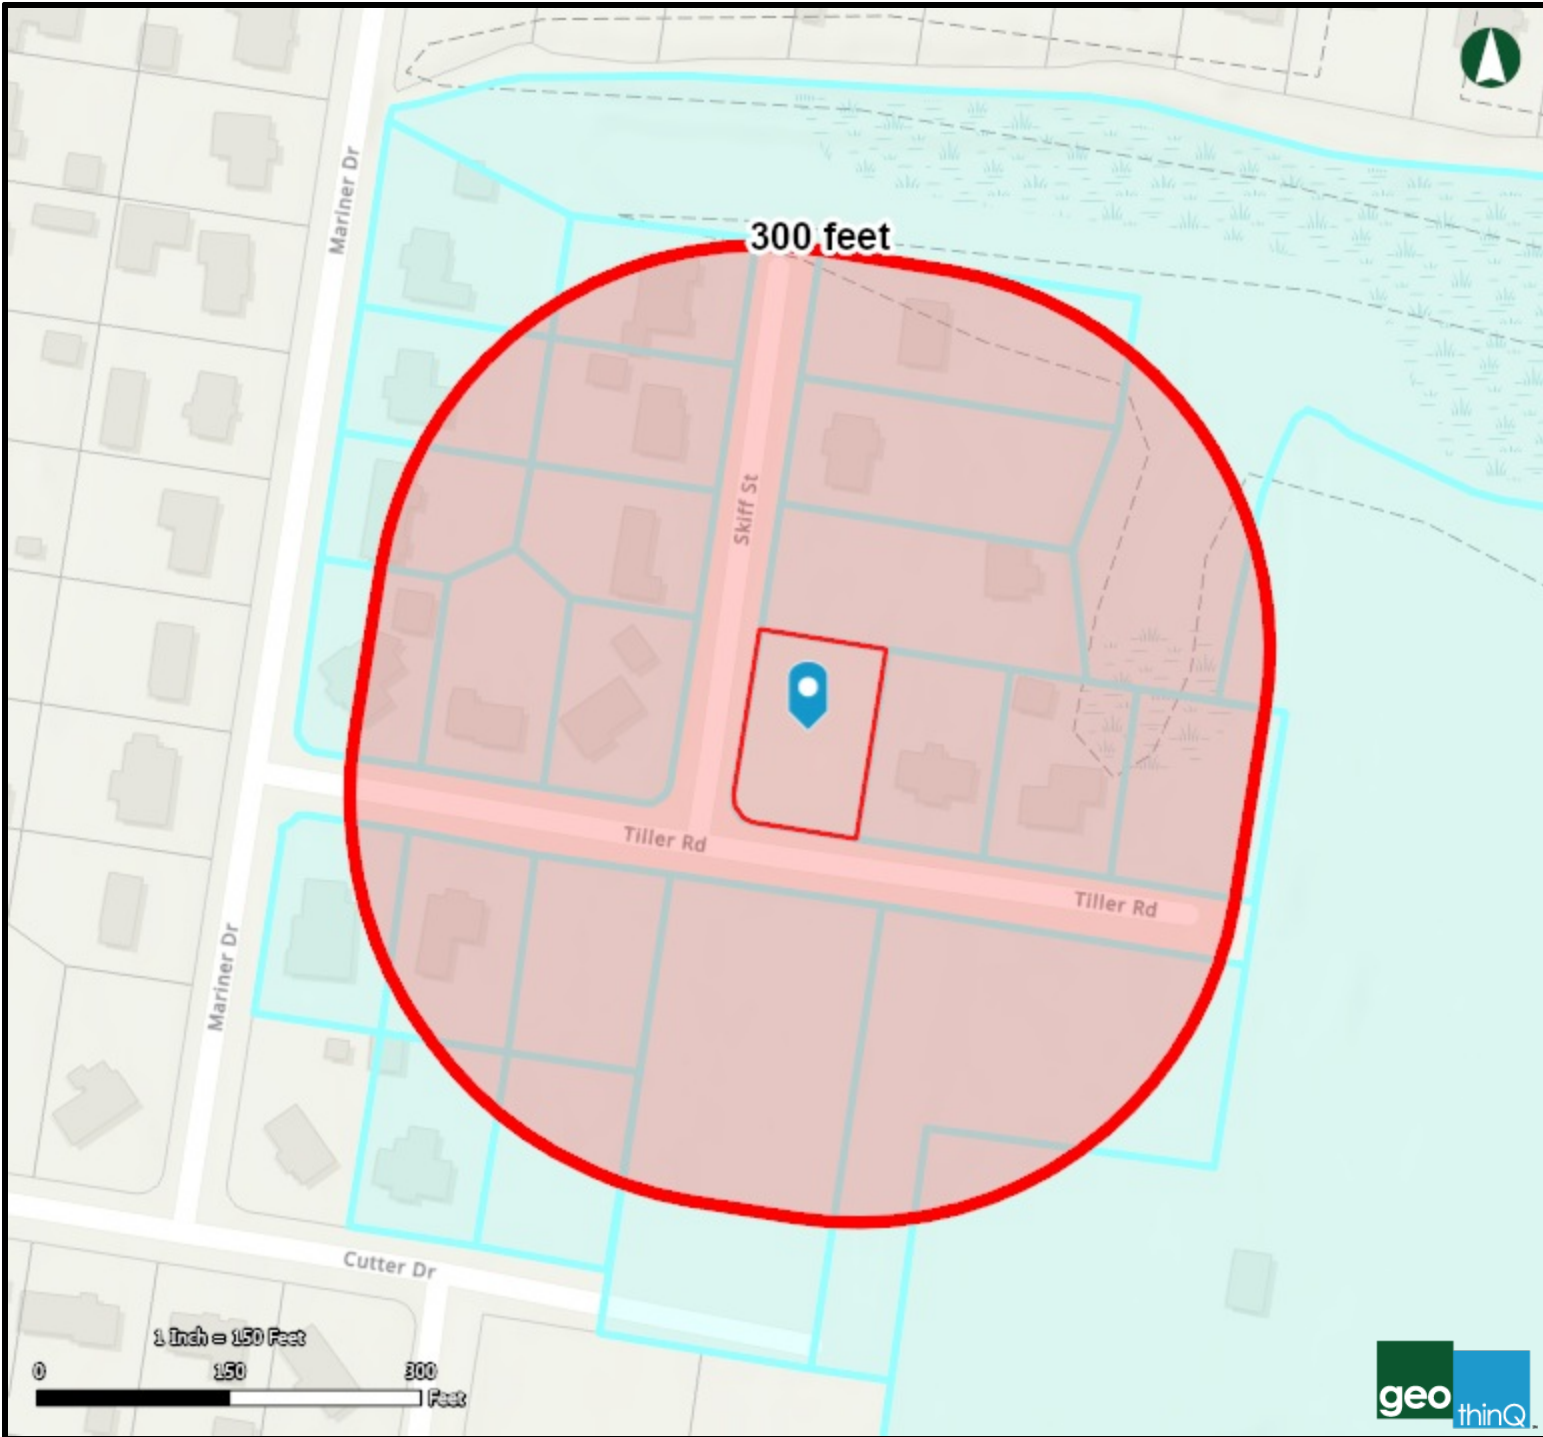 Mariner Dr
300 feet
Skiff St
Tiller Rd
Tiller Rd
Mariner Dr
Cutter Dr
1 Inch = 150 Feet
0 150 300
Feet
geo
thinQ